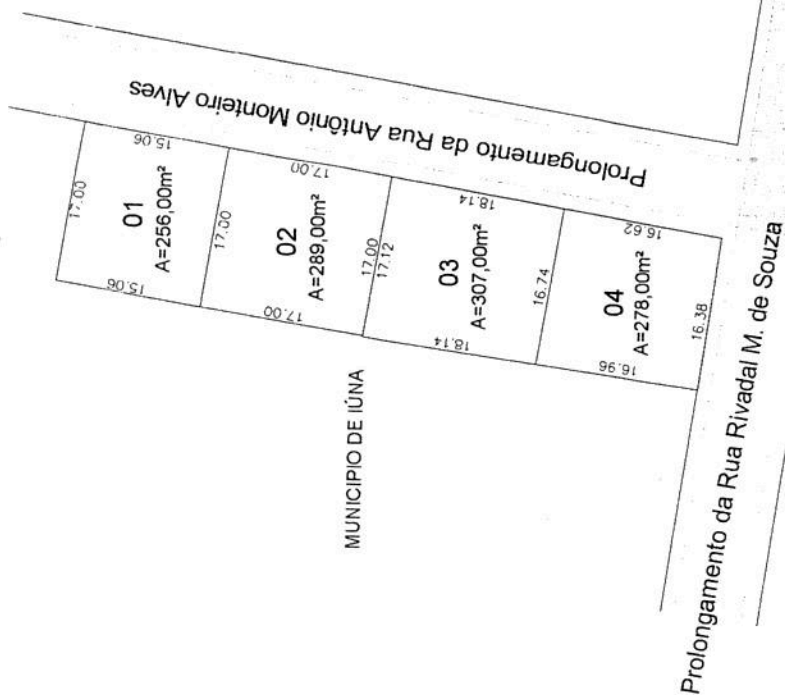 Prolongamento da Rua Antônio Monteiro Alves
17.00
15.06
01
A=256,00m²
15.06
17.00
17.00
02
A=289,00m²
17.00
17.00
17.12
18.14
03
A=307,00m²
18.14
16.74
16.62
04
A=278,00m²
16.96
16.38
MUNICIPIO DE IÚNA
Prolongamento da Rua Rivadal M. de Souza